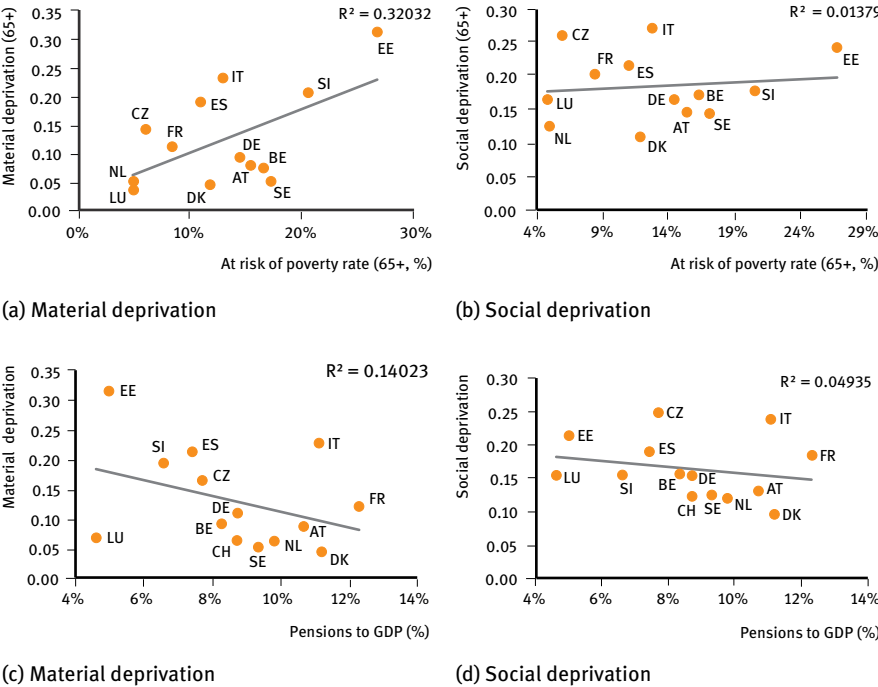 Material deprivation (65+)
R² = 0.32032
0.35
0.30
0.25
0.20
0.15
0.10
0.05
0.00
EE
IT
SI
ES
CZ
FR
DE
BE
NL
AT
LU
DK
SE
0%
10%
20%
30%
At risk of poverty rate (65+, %)
(a) Material deprivation
Social deprivation (65+)
R² = 0.01379
0.30
0.25
0.20
0.15
0.10
0.05
0.00
IT
CZ
EE
FR
ES
SI
LU
DE
BE
AT
SE
NL
DK
4%
9%
14%
19%
24%
29%
At risk of poverty rate (65+, %)
(b) Social deprivation
Material deprivation
R² = 0.14023
0.35
0.30
0.25
0.20
0.15
0.10
0.05
0.00
EE
SI
ES
IT
CZ
FR
DE
BE
AT
LU
CH
SE
NL
DK
4%
6%
8%
10%
12%
14%
Pensions to GDP (%)
(c) Material deprivation
Social deprivation
R² = 0.04935
0.30
0.25
0.20
0.15
0.10
0.05
0.00
CZ
IT
EE
ES
FR
LU
SI
BE
DE
AT
CH
SE
NL
DK
4%
6%
8%
10%
12%
14%
Pensions to GDP (%)
(d) Social deprivation